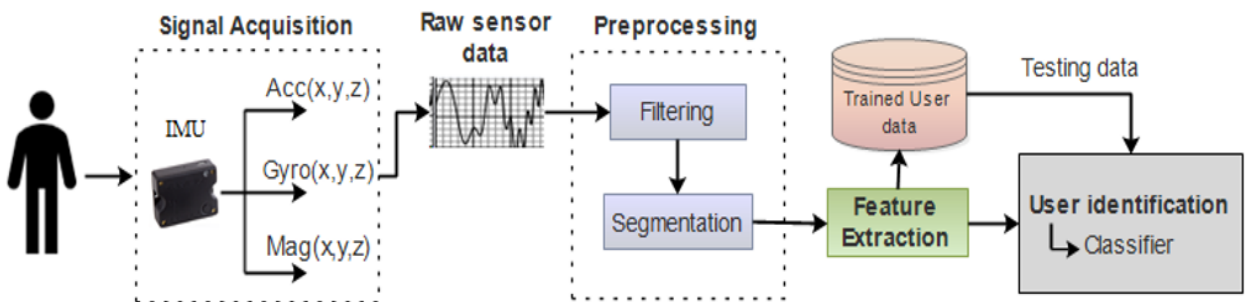 Signal Acquisition
IMU
Acc(x,y,z)
Gyro(x,y,z)
Mag(x,y,z)
Raw sensor
data
Preprocessing
Filtering
Segmentation
Feature
Extraction
Trained User
data
Testing data
User identification
Classifier